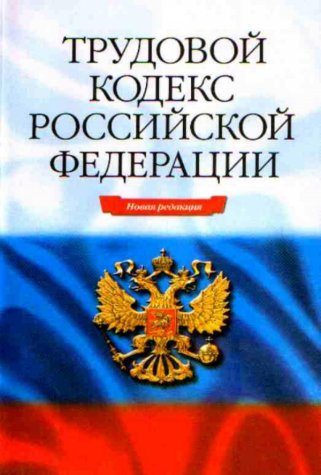 ТРУДОВОЙ
КОДЕКС
РОССИЙСКОЙ
ФЕДЕРАЦИИ
Новая редакция